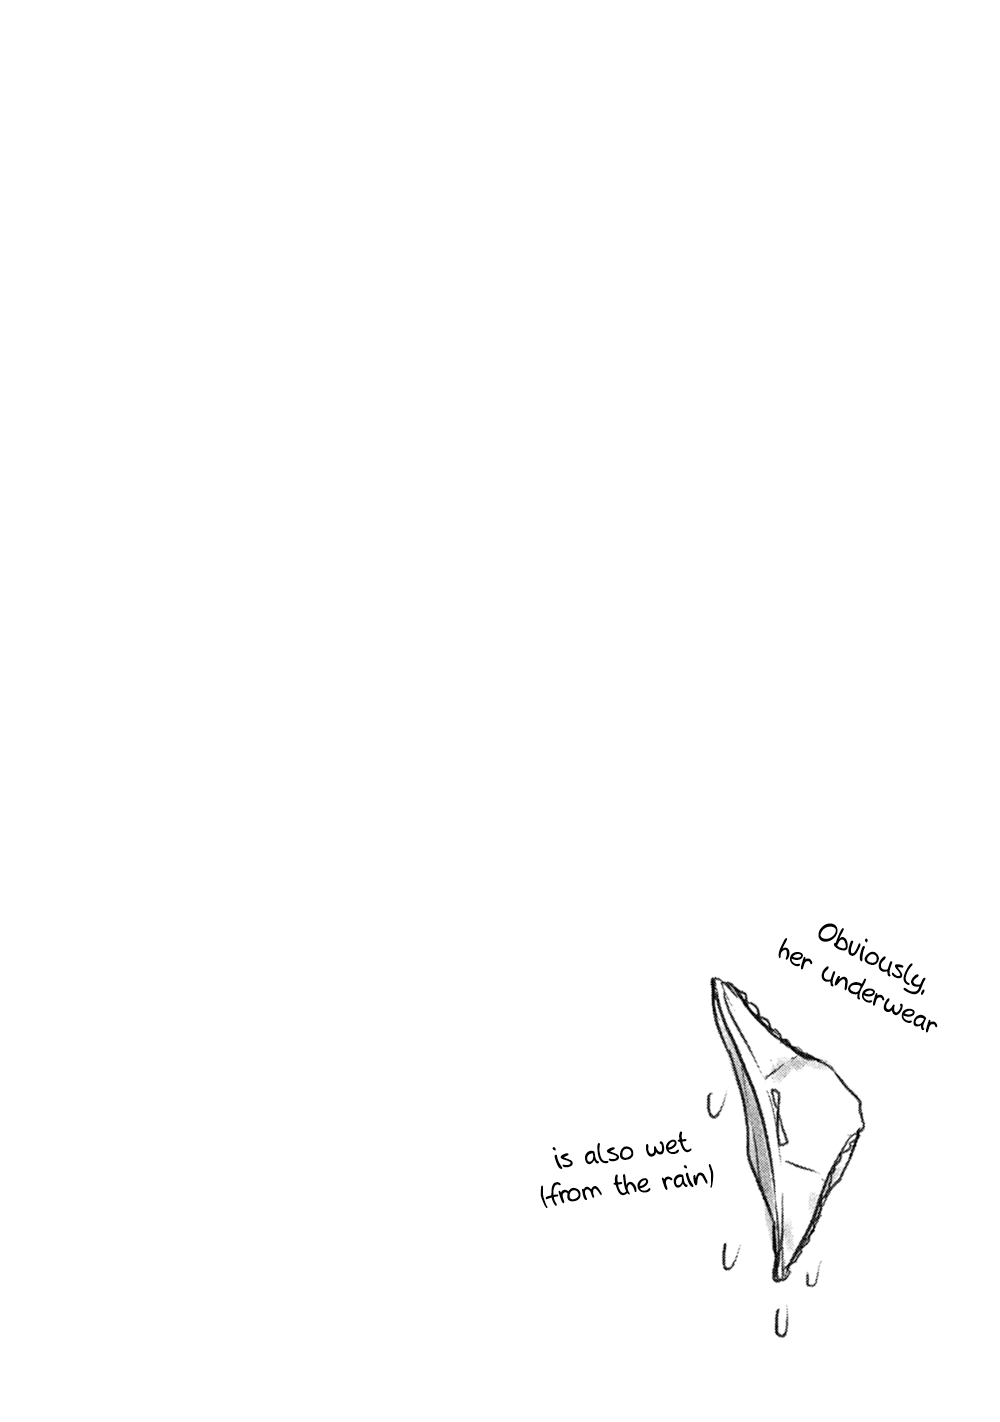 Obviously,
her underwear
is also wet
(from the rain)